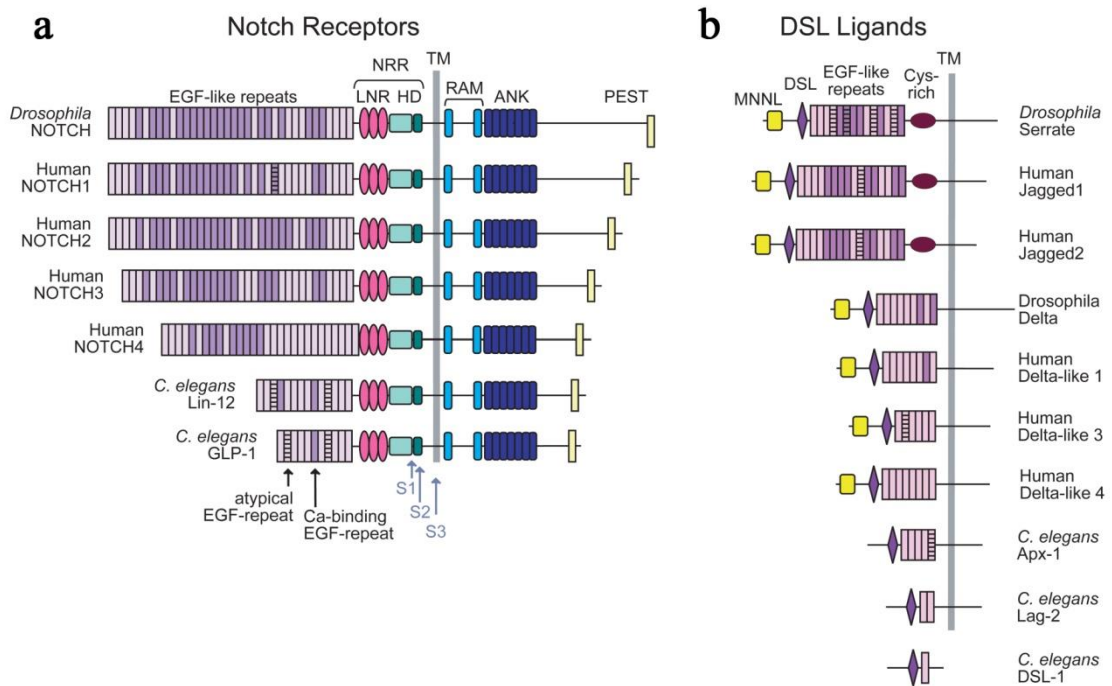 a
Notch Receptors
TM
NRR
EGF-like repeats
LNR
HD
RAM
ANK
PEST
Drosophila
NOTCH
Human
NOTCH1
Human
NOTCH2
Human
NOTCH3
Human
NOTCH4
C. elegans
Lin-12
C. elegans
GLP-1
atypical
EGF-repeat
Ca-binding
EGF-repeat
S1
S2
S3
b
DSL Ligands
TM
MNNL
DSL
EGF-like
repeats
Cys-
rich
Drosophila
Serrate
Human
Jagged1
Human
Jagged2
Drosophila
Delta
Human
Delta-like 1
Human
Delta-like 3
Human
Delta-like 4
C. elegans
Apx-1
C. elegans
Lag-2
C. elegans
DSL-1